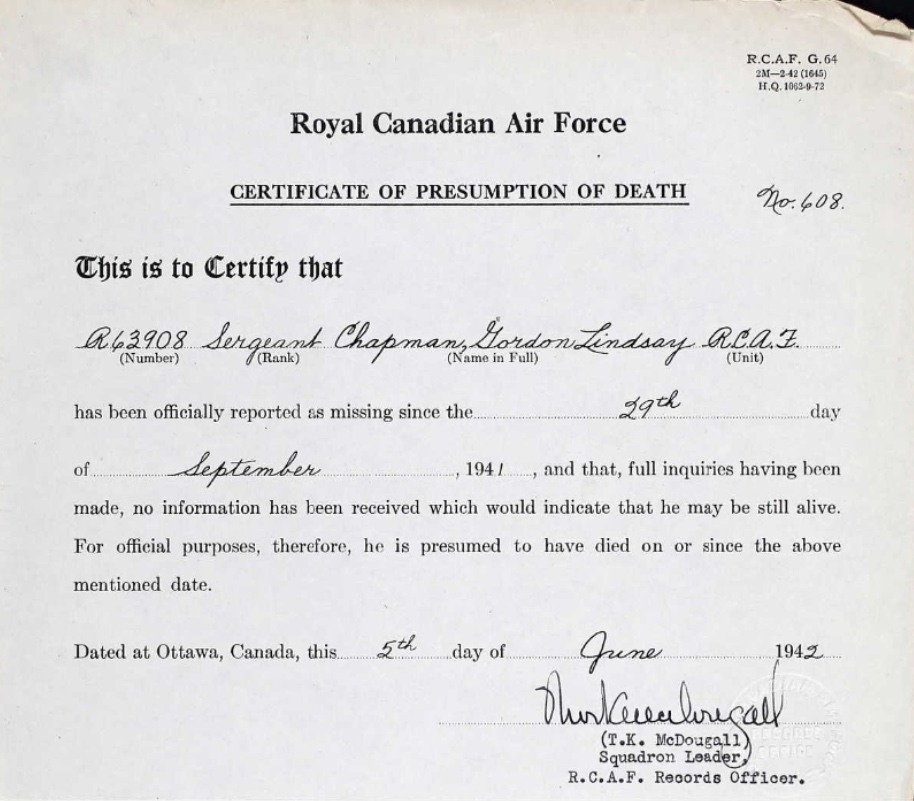 R.C.A.F. G. 64
2M—2-42 (1645)
H.Q. 1062-9-72
Royal Canadian Air Force
CERTIFICATE OF PRESUMPTION OF DEATH
No. 608.
This is to Certify that
R63908 Sergeant Chapman, Gordon Lindsay R.C.A.F.
(Number) (Rank) (Name in Full) (Unit)
has been officially reported as missing since the 29th day
of September, 1941, and that, full inquiries having been
made, no information has been received which would indicate that he may be still alive.
For official purposes, therefore, he is presumed to have died on or since the above
mentioned date.
Dated at Ottawa, Canada, this 5th day of June 1942
(T.K. McDougall)
Squadron Leader,
R.C.A.F. Records Officer.